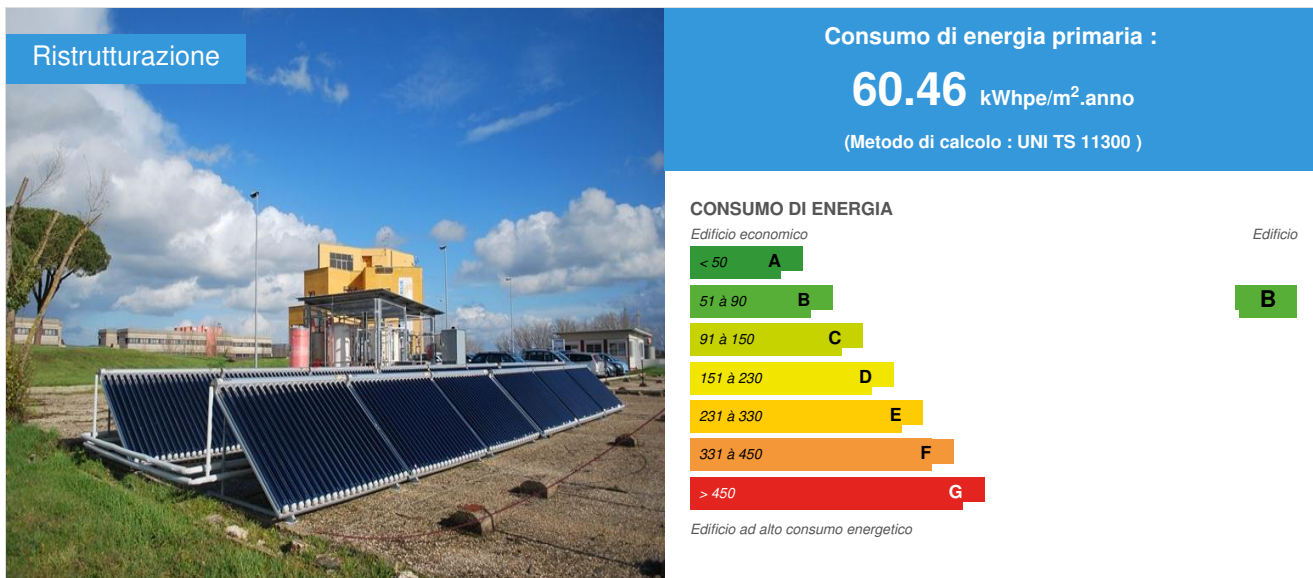 Ristrutturazione
Consumo di energia primaria :
60.46 kWhpe/m².anno
(Metodo di calcolo : UNI TS 11300 )
CONSUMO DI ENERGIA
Edificio economico
Edificio
< 50 A
51 à 90 B
B
91 à 150 C
151 à 230 D
231 à 330 E
331 à 450 F
> 450 G
Edificio ad alto consumo energetico